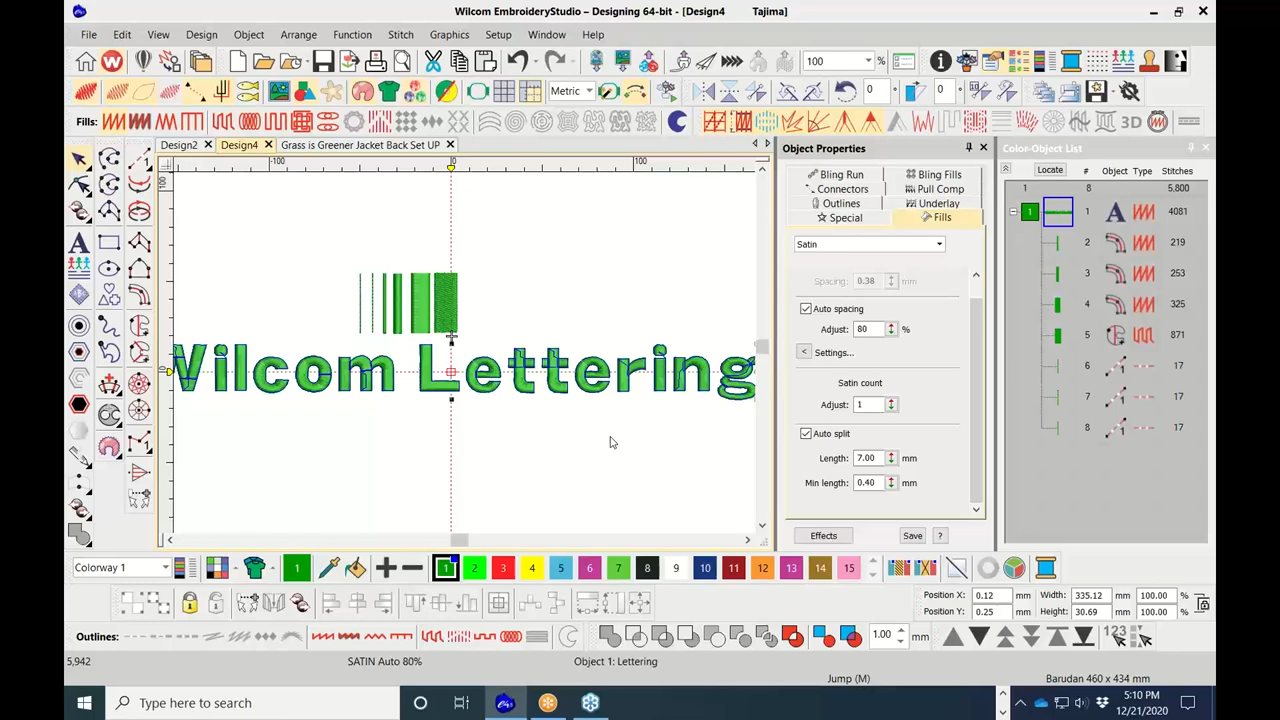 Wilcom EmbroideryStudio – Designing 64-bit - [Design4 Tajima]
File Edit View Design Object Arrange Function Stitch Graphics Setup Window Help
100 %
Metric 0 0
Fills: 3D
Design2 Design4 Grass is Greener Jacket Back Set UP
-100 0 100
100
0
Wilcom Lettering
Object Properties
Bling Run Bling Fills
Connectors Pull Comp
Outlines Underlay
Special Fills
Satin
Spacing: 0.38 mm
Auto spacing
Adjust: 80 %
< Settings...
Satin count
Adjust: 1
Auto split
Length: 7.00 mm
Min length: 0.40 mm
Effects Save ?
Color-Object List
Locate # Object Type Stitches
1 8 5,800
1 1 A 4081
2 219
3 253
4 325
5 871
6 17
7 17
8 17
Colorway 1 1 1 2 3 4 5 6 7 8 9 10 11 12 13 14 15
Position X: 0.12 mm Width: 335.12 mm 100.00 %
Position Y: 0.25 mm Height: 30.69 mm 100.00 %
Outlines: 1.00 mm 123
5,942 SATIN Auto 80% Object 1: Lettering
Jump (M) Barudan 460 x 434 mm
Type here to search
5:10 PM
12/21/2020